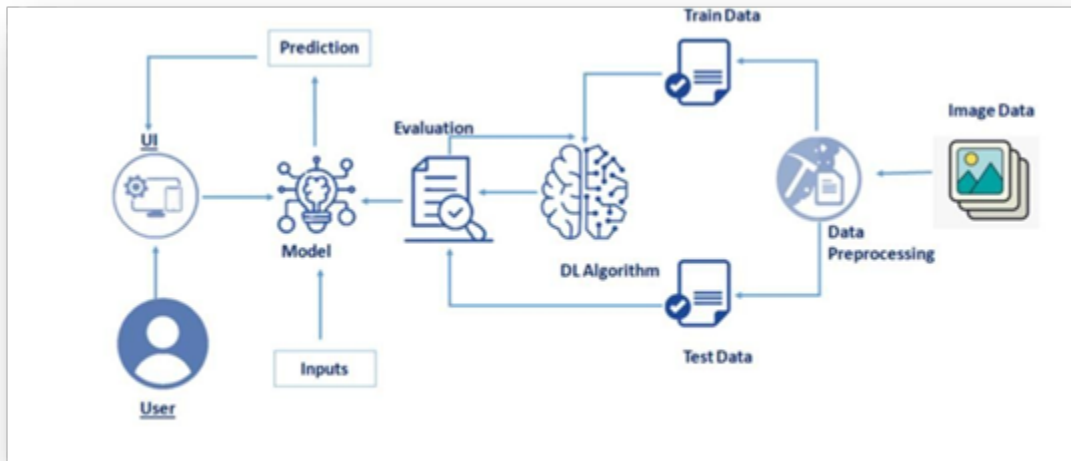 Train Data
Prediction
Image Data
Evaluation
UI
Model
Data
Preprocessing
DL Algorithm
Inputs
Test Data
User